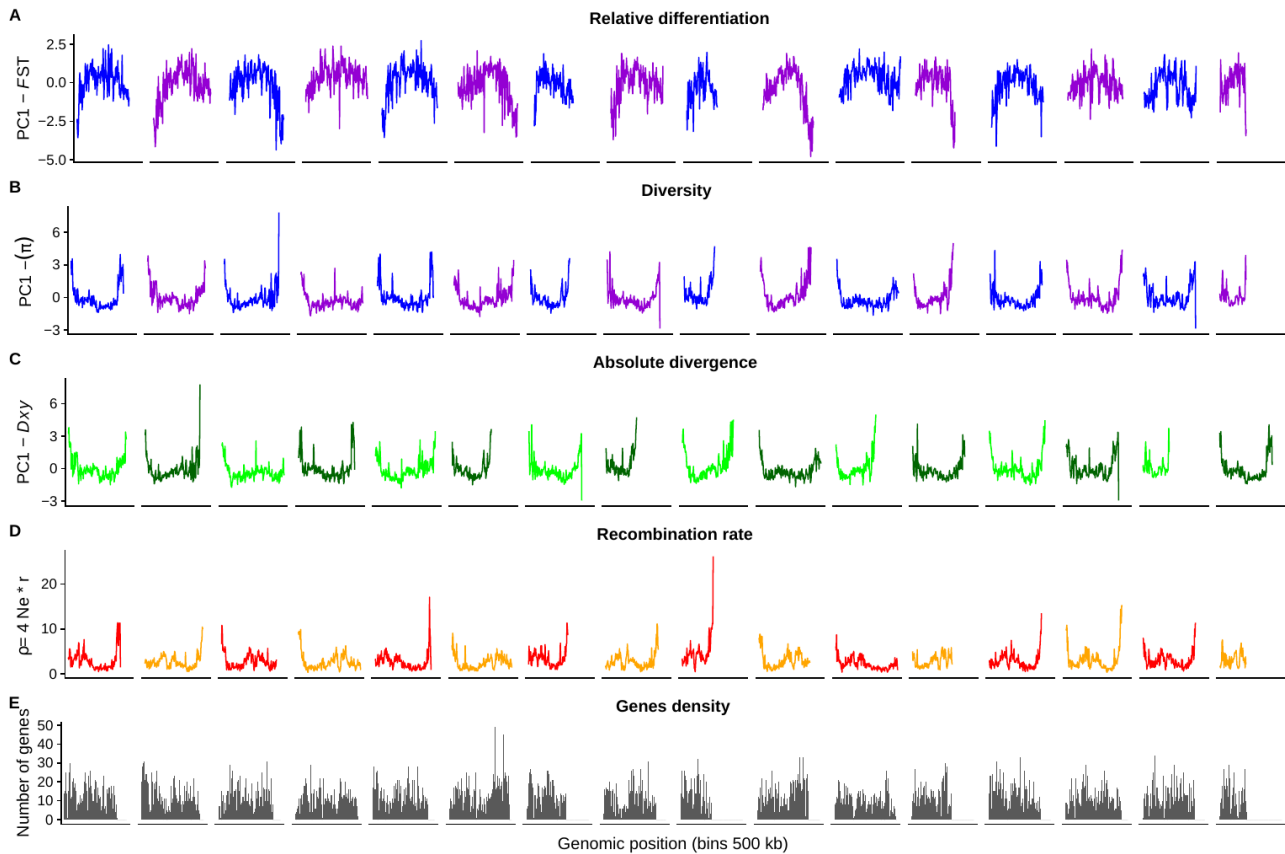 A
Relative differentiation
PC1 − FST
2.5
0.0
−2.5
−5.0
B
Diversity
PC1 −(π)
6
3
0
−3
C
Absolute divergence
PC1 − Dxy
6
3
0
−3
D
Recombination rate
ρ= 4 Ne * r
20
10
0
E
Genes density
Number of genes
50
40
30
20
10
0
Genomic position (bins 500 kb)